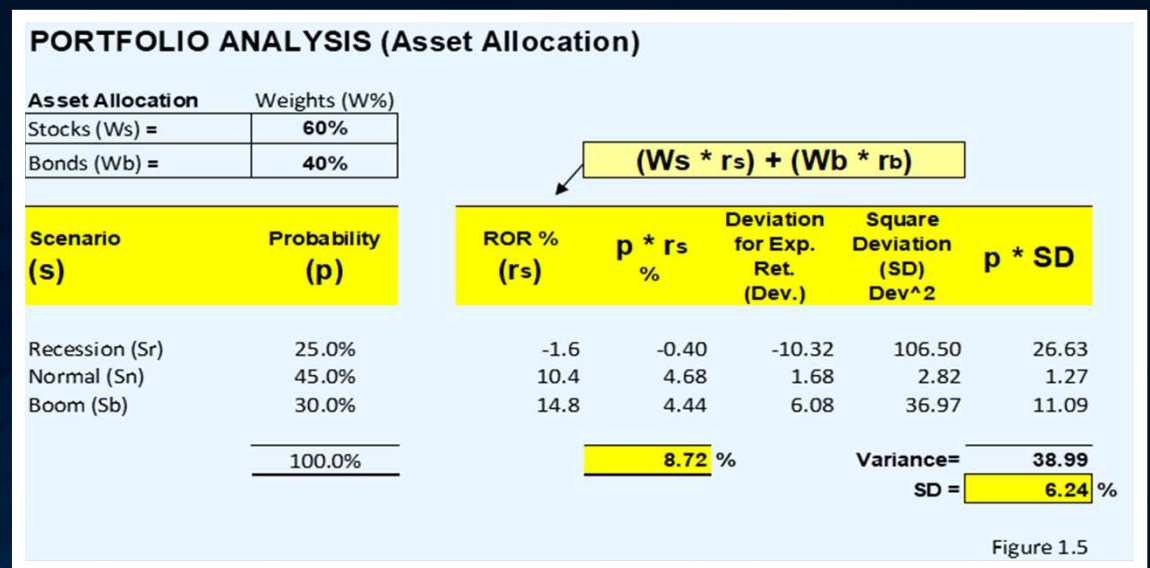 PORTFOLIO ANALYSIS (Asset Allocation)
Asset Allocation Weights (W%)
Stocks (Ws) = 60%
Bonds (Wb) = 40%
(Ws * rs) + (Wb * rb)
Scenario (s)
Probability (p)
ROR % (rs)
p * rs %
Deviation for Exp. Ret. (Dev.)
Square Deviation (SD) Dev^2
p * SD
Recession (Sr) 25.0% -1.6 -0.40 -10.32 106.50 26.63
Normal (Sn) 45.0% 10.4 4.68 1.68 2.82 1.27
Boom (Sb) 30.0% 14.8 4.44 6.08 36.97 11.09
100.0% 8.72 % Variance= 38.99
SD = 6.24 %
Figure 1.5